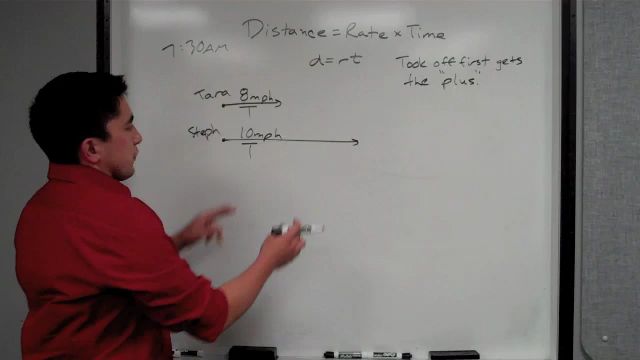 Distance = Rate × Time
7:30AM
d = rt
Took off first gets
the "plus".
Tara 8mph
T
Steph 10mph
T